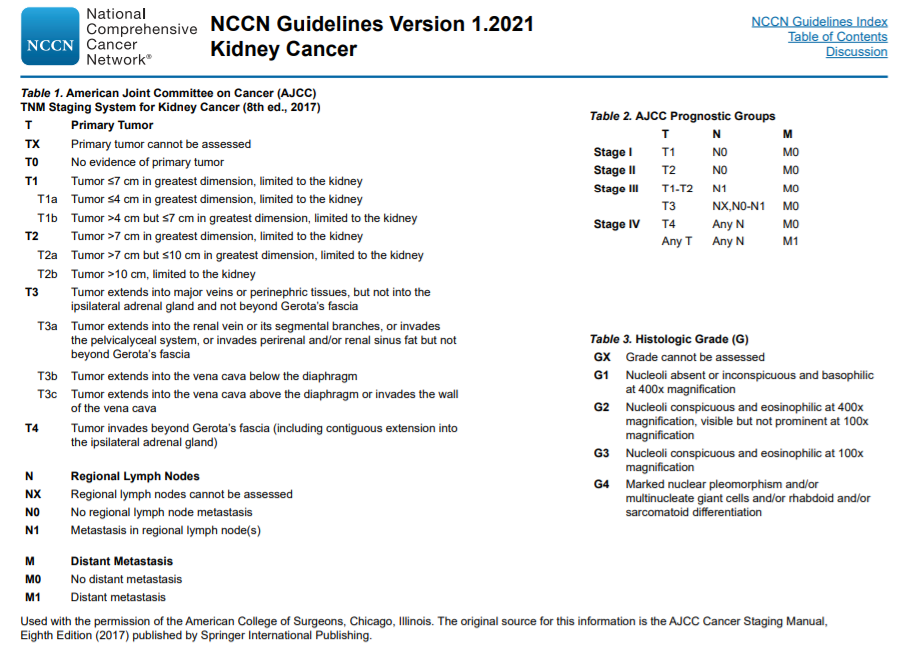 NCCN
National
Comprehensive
Cancer
Network®
NCCN Guidelines Version 1.2021
Kidney Cancer
NCCN Guidelines Index
Table of Contents
Discussion
Table 1. American Joint Committee on Cancer (AJCC)
TNM Staging System for Kidney Cancer (8th ed., 2017)
T Primary Tumor
TX Primary tumor cannot be assessed
T0 No evidence of primary tumor
T1 Tumor ≤7 cm in greatest dimension, limited to the kidney
T1a Tumor ≤4 cm in greatest dimension, limited to the kidney
T1b Tumor >4 cm but ≤7 cm in greatest dimension, limited to the kidney
T2 Tumor >7 cm in greatest dimension, limited to the kidney
T2a Tumor >7 cm but ≤10 cm in greatest dimension, limited to the kidney
T2b Tumor >10 cm, limited to the kidney
T3 Tumor extends into major veins or perinephric tissues, but not into the
ipsilateral adrenal gland and not beyond Gerota's fascia
T3a Tumor extends into the renal vein or its segmental branches, or invades
the pelvicalyceal system, or invades perirenal and/or renal sinus fat but not
beyond Gerota's fascia
T3b Tumor extends into the vena cava below the diaphragm
T3c Tumor extends into the vena cava above the diaphragm or invades the wall
of the vena cava
T4 Tumor invades beyond Gerota's fascia (including contiguous extension into
the ipsilateral adrenal gland)
N Regional Lymph Nodes
NX Regional lymph nodes cannot be assessed
N0 No regional lymph node metastasis
N1 Metastasis in regional lymph node(s)
M Distant Metastasis
M0 No distant metastasis
M1 Distant metastasis
Table 2. AJCC Prognostic Groups
T N M
Stage I T1 N0 M0
Stage II T2 N0 M0
Stage III T1-T2 N1 M0
T3 NX,N0-N1 M0
Stage IV T4 Any N M0
Any T Any N M1
Table 3. Histologic Grade (G)
GX Grade cannot be assessed
G1 Nucleoli absent or inconspicuous and basophilic
at 400x magnification
G2 Nucleoli conspicuous and eosinophilic at 400x
magnification, visible but not prominent at 100x
magnification
G3 Nucleoli conspicuous and eosinophilic at 100x
magnification
G4 Marked nuclear pleomorphism and/or
multinucleate giant cells and/or rhabdoid and/or
sarcomatoid differentiation
Used with the permission of the American College of Surgeons, Chicago, Illinois. The original source for this information is the AJCC Cancer Staging Manual,
Eighth Edition (2017) published by Springer International Publishing.